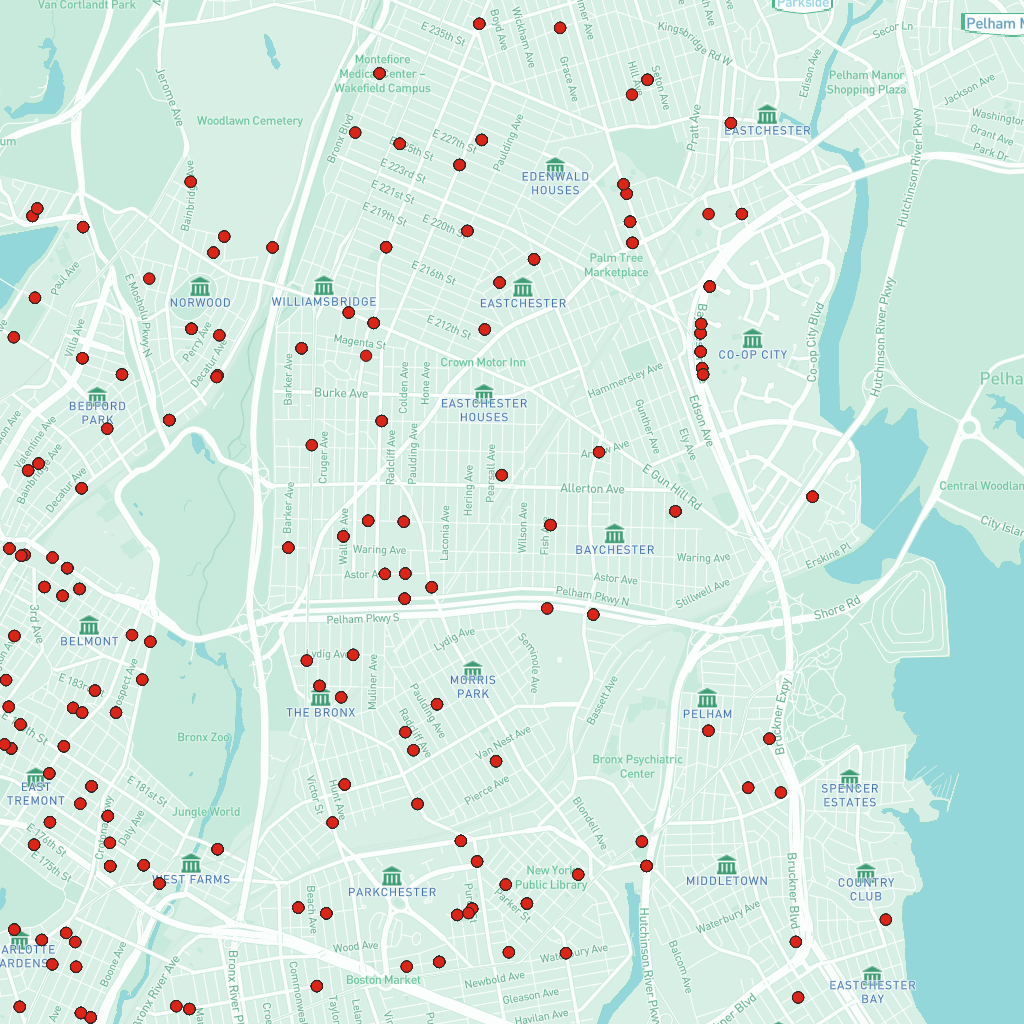 Van Cortlandt Park
Parkside
Pelham M
Secor Ln
E 235th St
Boyd Ave
Wickham Ave
Grace Ave
Hill Ave
Seton Ave
Kingsbridge Rd W
Edison Ave
Pelham Manor
Shopping Plaza
Jackson Ave
Washington
Grant Ave
Park Dr
Montefiore
Medical Center –
Wakefield Campus
Jerome Ave
Woodlawn Cemetery
Bronx Blvd
E 227th St
Paulding Ave
Pratt Ave
EASTCHESTER
Hutchinson River Pkwy
E 223rd St
E 221st St
E 219th St
E 220th St
EDENWALD
HOUSES
Bainbridge Ave
Palm Tree
Marketplace
E 216th St
Paul Ave
E Mosholu Pkwy N
NORWOOD
WILLIAMSBRIDGE
EASTCHESTER
E 212th St
Magenta St
Villa Ave
Perry Ave
Decatur Ave
Barker Ave
CO-OP CITY
Co-op City Blvd
Hutchinson River Pkwy
Crown Motor Inn
Burke Ave
Colden Ave
Hone Ave
Hammersley Ave
BEDFORD
PARK
EASTCHESTER
HOUSES
Gunther Ave
Ely Ave
Edson Ave
Valentine Ave
Bainbridge Ave
Decatur Ave
Cruger Ave
Radcliff Ave
Paulding Ave
Pearsall Ave
Hering Ave
Arnow Ave
E Gun Hill Rd
Allerton Ave
Central Woodlan
City Island
Barker Ave
Laconia Ave
Wilson Ave
BAYCHESTER
Waring Ave
Waring Ave
Erskine Pl
Astor Ave
Stillwell Ave
Pelham Pkwy N
Pelham Pkwy S
Shore Rd
3rd Ave
BELMONT
Lydig Ave
Lydig Ave
Seminole Ave
E 183rd St
Prospect Ave
Muliner Ave
MORRIS
PARK
THE BRONX
Bassett Ave
PELHAM
Bruckner Expy
Paulding Ave
Radcliff Ave
Bronx Zoo
Van Nest Ave
Bronx Psychiatric
Center
EAST
TREMONT
E 181st St
Jungle World
Victor St
Hunt Ave
Pierce Ave
Blondell Ave
SPENCER
ESTATES
Daly Ave
E 176th St
E 175th St
WEST FARMS
PARKCHESTER
New York
Public Library
MIDDLETOWN
Bruckner Blvd
COUNTRY
CLUB
Beach Ave
Parker St
Hutchinson River Pkwy
Waterbury Ave
Wood Ave
Waterbury Ave
Balcom Ave
Boone Ave
Bronx River Ave
Bronx River P
Commonwealth
Boston Market
Newbold Ave
Gleason Ave
Havilan Ave
EASTCHESTER
BAY